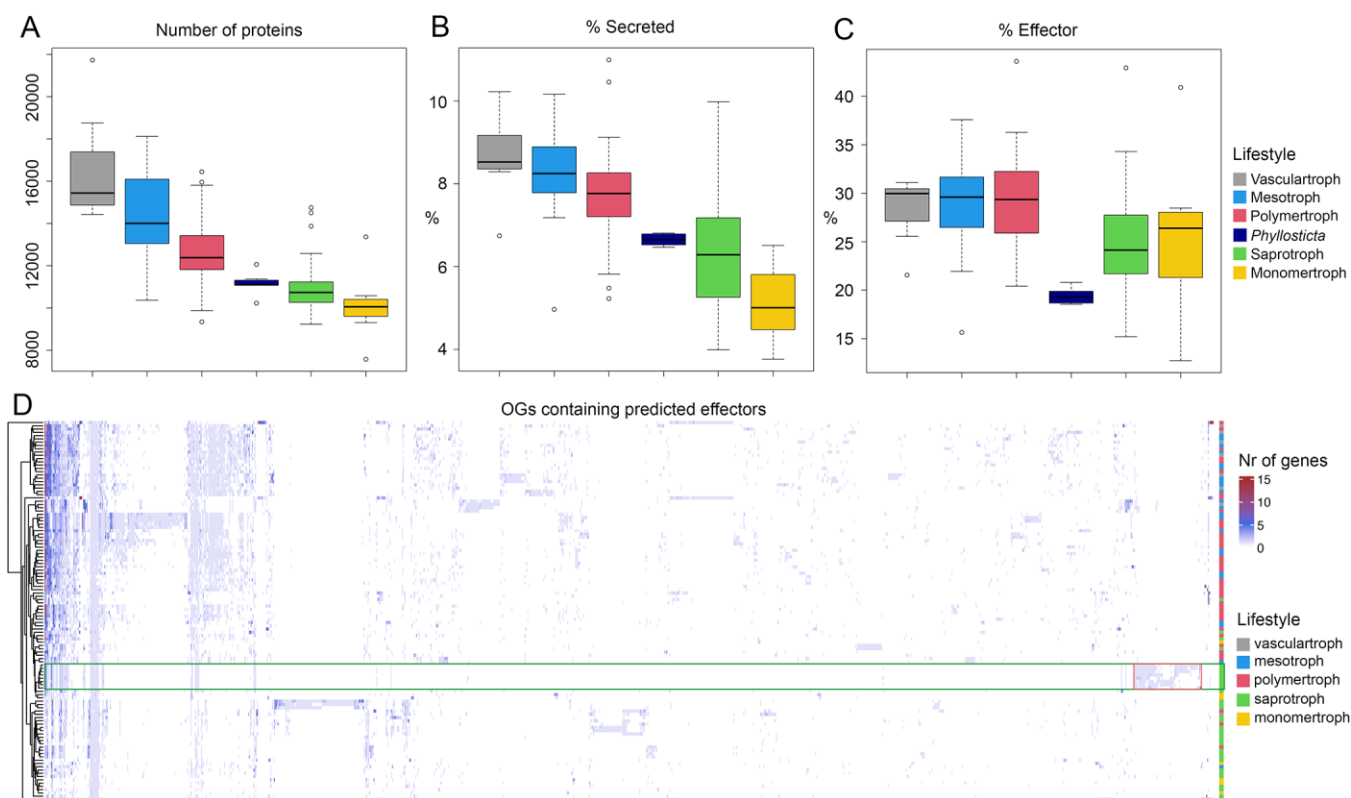 A
Number of proteins
20000
16000
12000
8000
B
% Secreted
10
8
%
6
4
C
% Effector
40
35
30
%
25
20
15
Lifestyle
Vasculartroph
Mesotroph
Polymertroph
Phyllosticta
Saprotroph
Monomertroph
D
OGs containing predicted effectors
Nr of genes
15
10
5
0
Lifestyle
vasculartroph
mesotroph
polymertroph
saprotroph
monomertroph